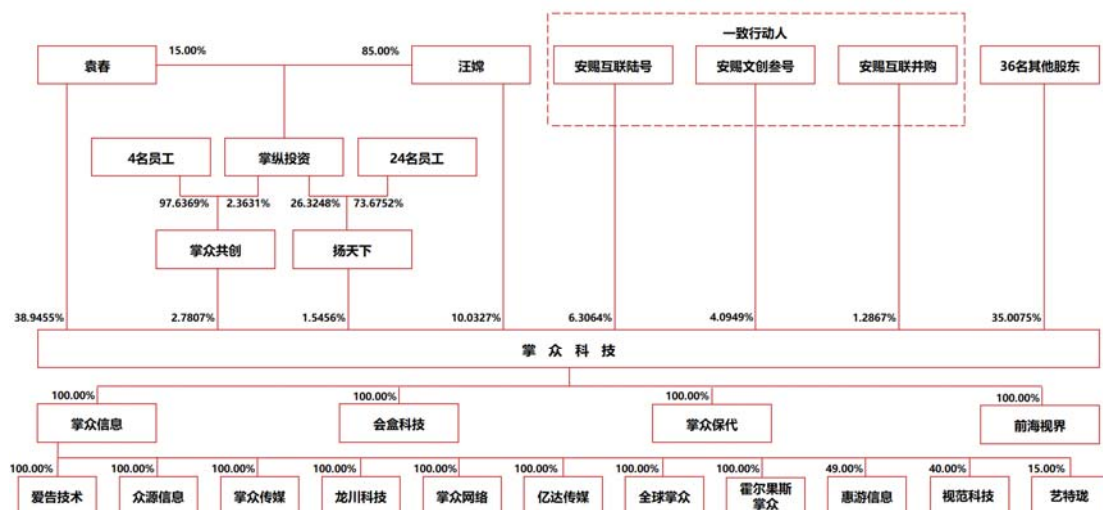 一致行动人
袁春
15.00%
85.00%
汪嫦
安赐互联陆号
安赐文创叁号
安赐互联并购
36名其他股东
4名员工
掌纵投资
24名员工
97.6369%
2.3631%
26.3248%
73.6752%
掌众共创
扬天下
38.9455%
2.7807%
1.5456%
10.0327%
6.3064%
4.0949%
1.2867%
35.0075%
掌众科技
100.00%
100.00%
100.00%
100.00%
掌众信息
会盒科技
掌众保代
前海视界
100.00%
100.00%
100.00%
100.00%
100.00%
100.00%
100.00%
100.00%
49.00%
40.00%
15.00%
爱告技术
众源信息
掌众传媒
龙川科技
掌众网络
亿达传媒
全球掌众
霍尔果斯
掌众
惠游信息
视范科技
艺特珑